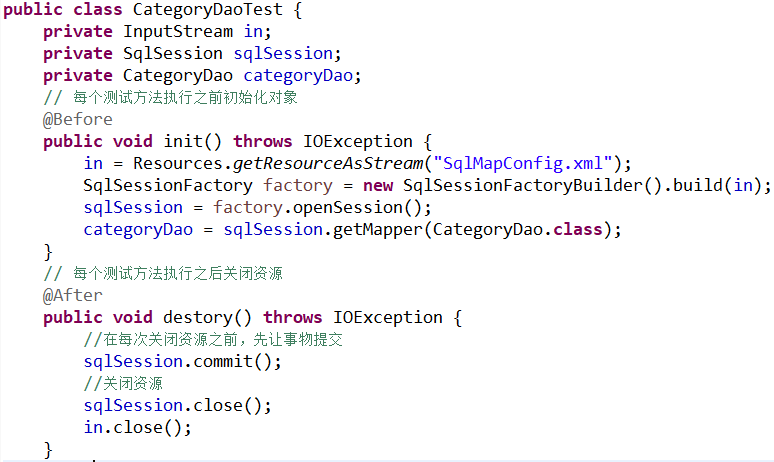 public class CategoryDaoTest {
private InputStream in;
private SqlSession sqlSession;
private CategoryDao categoryDao;
// 每个测试方法执行之前初始化对象
@Before
public void init() throws IOException {
in = Resources.getResourceAsStream("SqlMapConfig.xml");
SqlSessionFactory factory = new SqlSessionFactoryBuilder().build(in);
sqlSession = factory.openSession();
categoryDao = sqlSession.getMapper(CategoryDao.class);
}
// 每个测试方法执行之后关闭资源
@After
public void destory() throws IOException {
//在每次关闭资源之前，先让事物提交
sqlSession.commit();
//关闭资源
sqlSession.close();
in.close();
}